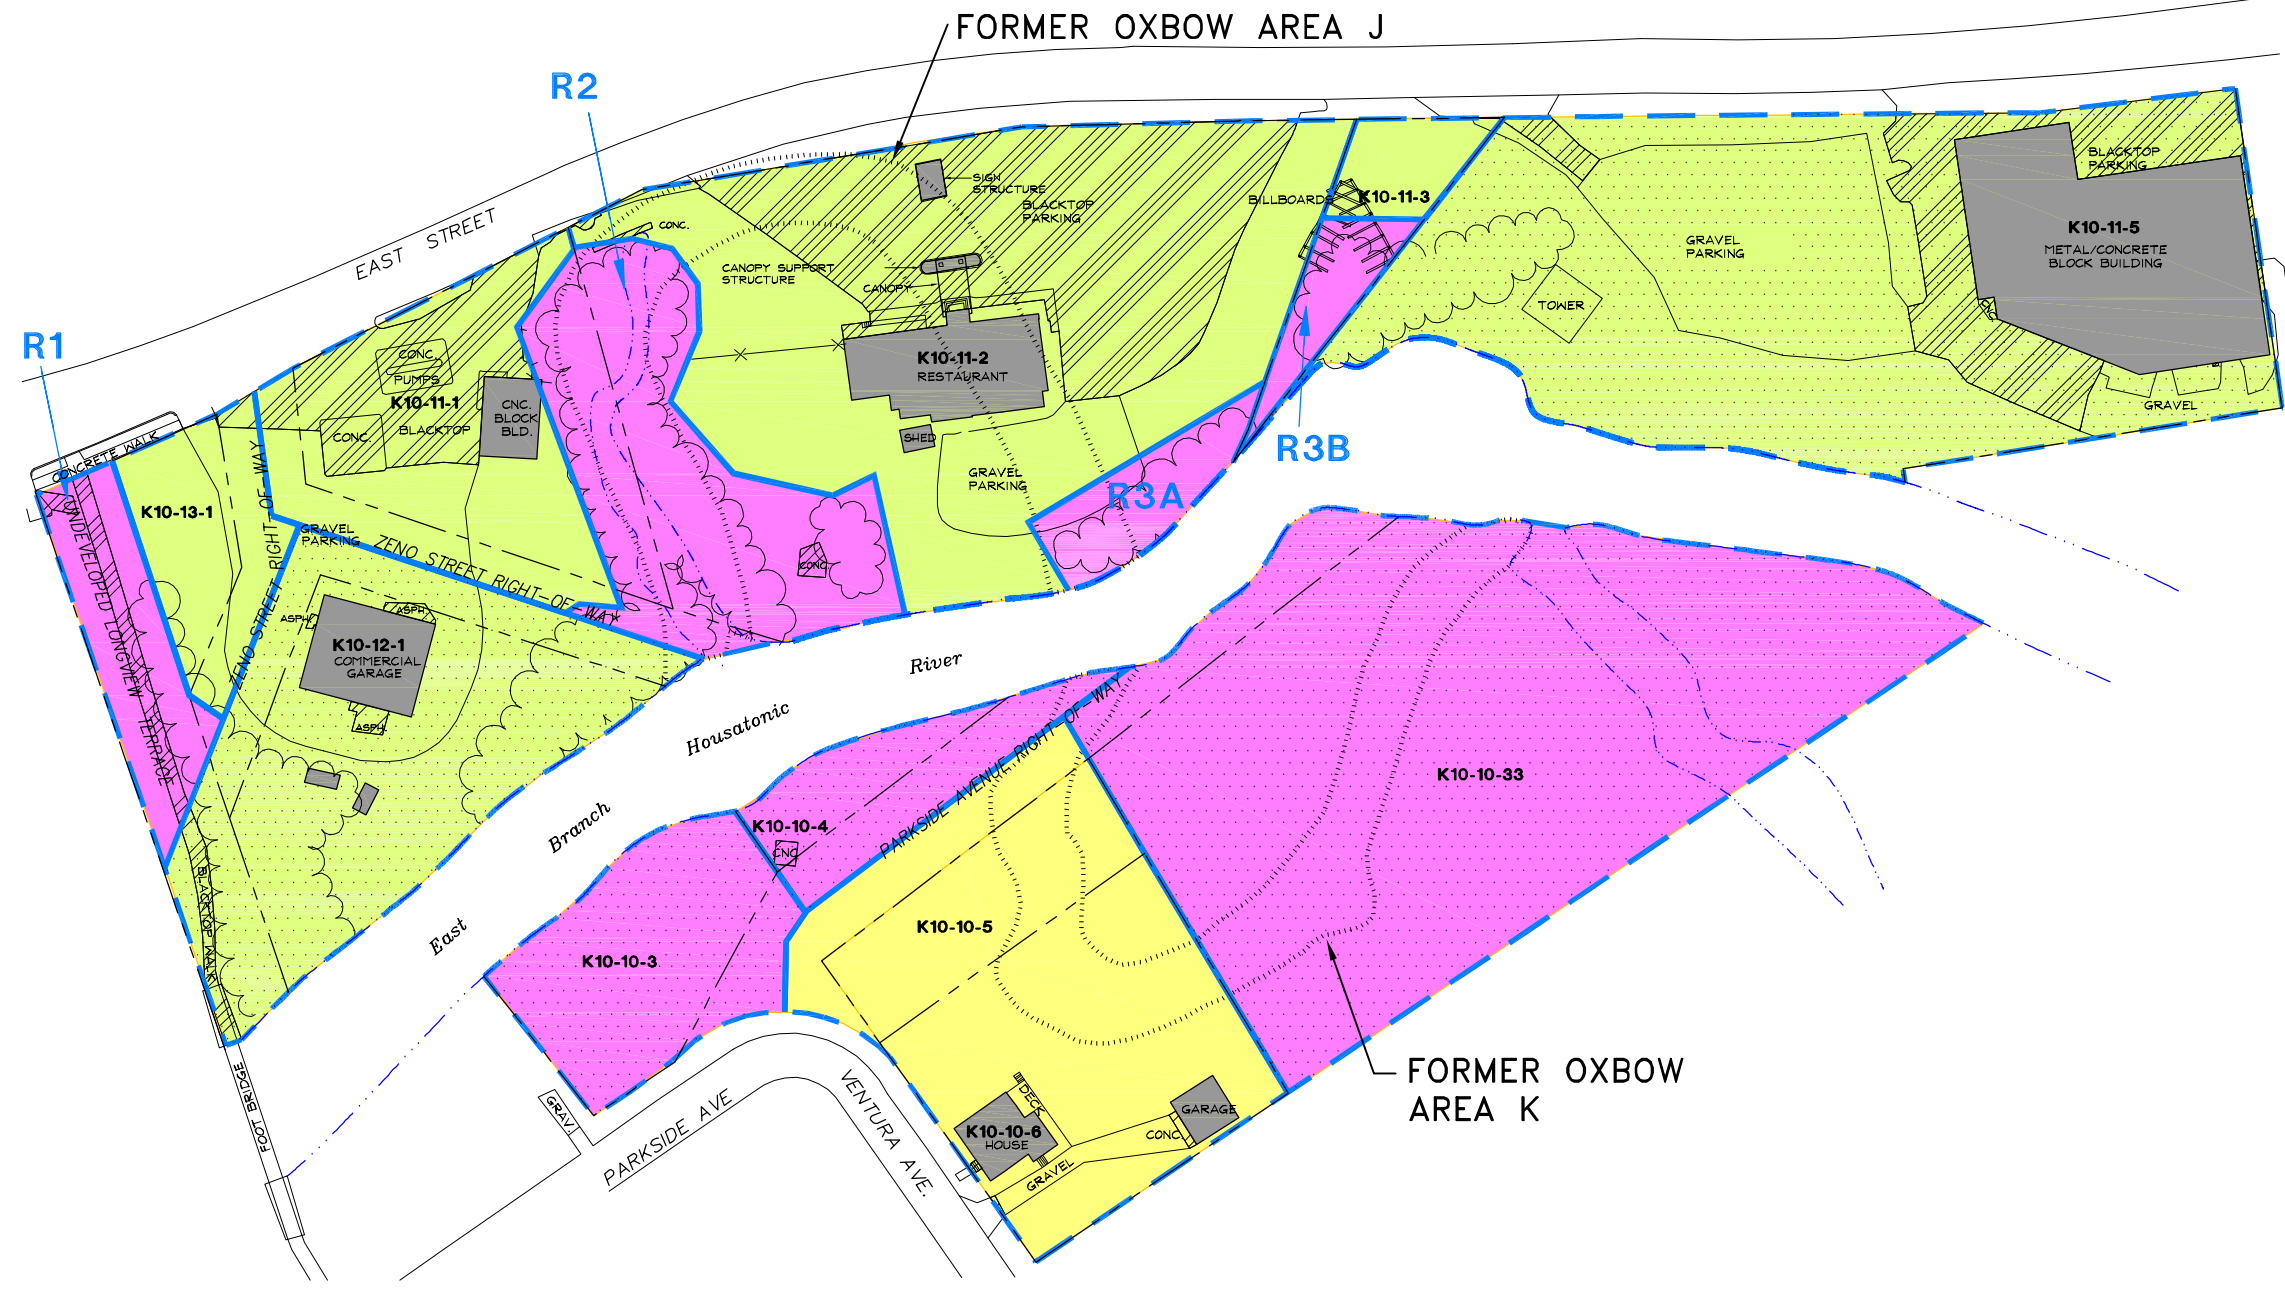 FORMER OXBOW AREA J
R2
EAST STREET
SIGN
STRUCTURE
BLACKTOP
PARKING
CONC.
CANOPY SUPPORT
STRUCTURE
CANOPY
BILLBOARDS
K10-11-3
BLACKTOP
PARKING
K10-11-5
METAL/CONCRETE
BLOCK BUILDING
GRAVEL
PARKING
TOWER
GRAVEL
R1
CONC.
PUMPS
K10-11-1
BLACKTOP
CONC.
CNC.
BLOCK
BLD.
K10-11-2
RESTAURANT
SHED
GRAVEL
PARKING
R3A
R3B
CONCRETE WALK
K10-13-1
UNDEVELOPED LONGVIEW TERRACE
ZENO STREET RIGHT-OF-WAY
GRAVEL
PARKING
ZENO STREET RIGHT-OF-WAY
CONC.
ASPH.
ASPH.
K10-12-1
COMMERCIAL
GARAGE
ASPH.
BLACKTOP WALK
East Branch Housatonic River
K10-10-4
CNC
PARKSIDE AVENUE RIGHT-OF-WAY
K10-10-33
K10-10-3
K10-10-5
FORMER OXBOW
AREA K
FOOT BRIDGE
GRAV.
PARKSIDE AVE
VENTURA AVE.
DECK
K10-10-6
HOUSE
GARAGE
CONC.
GRAVEL